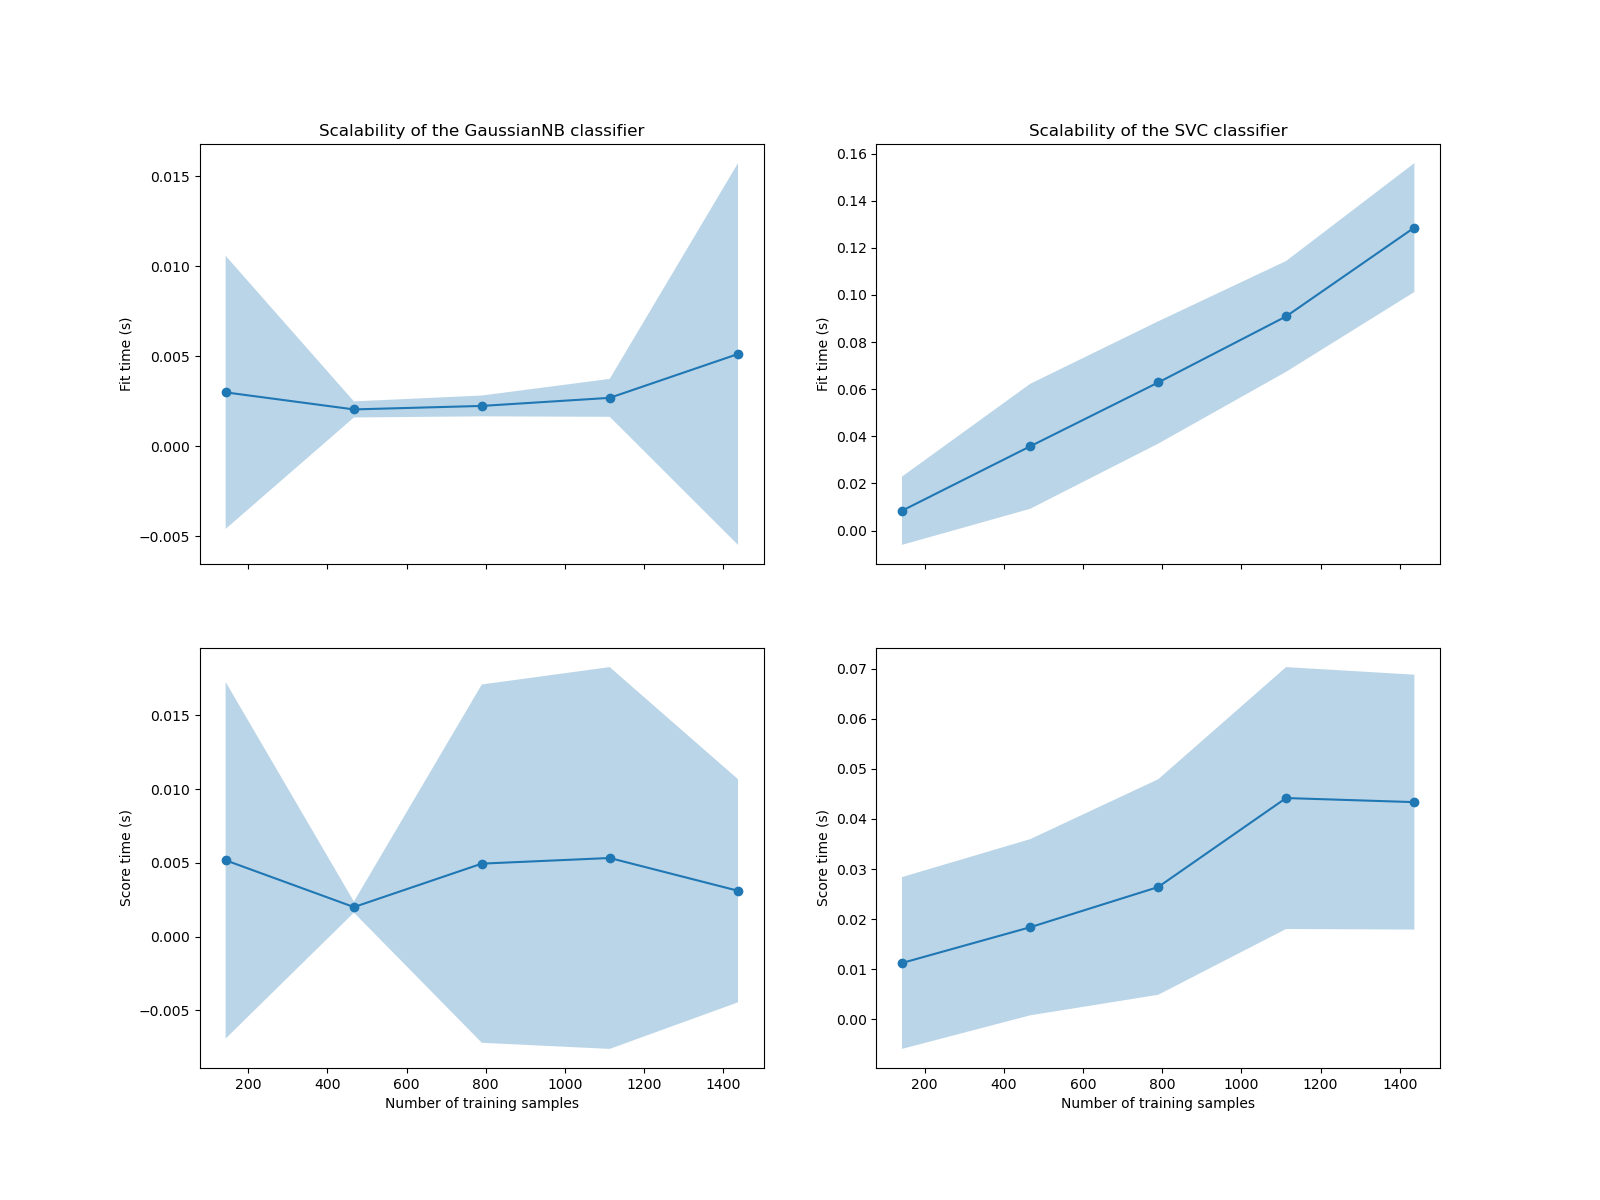 Scalability of the GaussianNB classifier
0.015
0.010
0.005
0.000
−0.005
Fit time (s)
Scalability of the SVC classifier
0.16
0.14
0.12
0.10
0.08
0.06
0.04
0.02
0.00
Fit time (s)
0.015
0.010
0.005
0.000
−0.005
Score time (s)
200 400 600 800 1000 1200 1400
Number of training samples
0.07
0.06
0.05
0.04
0.03
0.02
0.01
0.00
Score time (s)
200 400 600 800 1000 1200 1400
Number of training samples